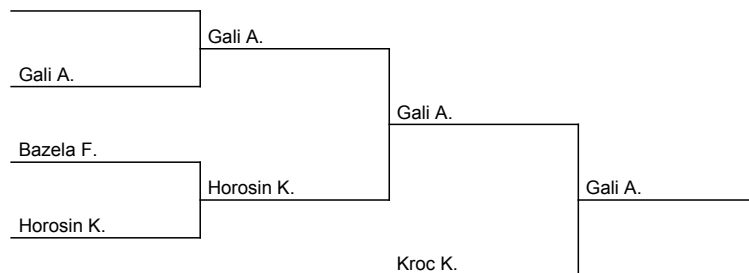 Gali A.
Gali A.
Gali A.
Bazela F.
Horosin K.
Gali A.
Horosin K.
Kroc K.